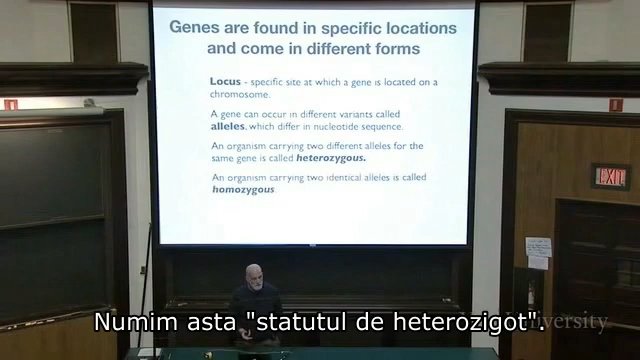 Genes are found in specific locations
and come in different forms
Locus - specific site at which a gene is located on a
chromosome.
A gene can occur in different variants called
alleles, which differ in nucleotide sequence.
An organism carrying two different alleles for the
same gene is called heterozygous.
An organism carrying two identical alleles is called
homozygous
EXIT
Numim asta "statutul de heterozigot".
University